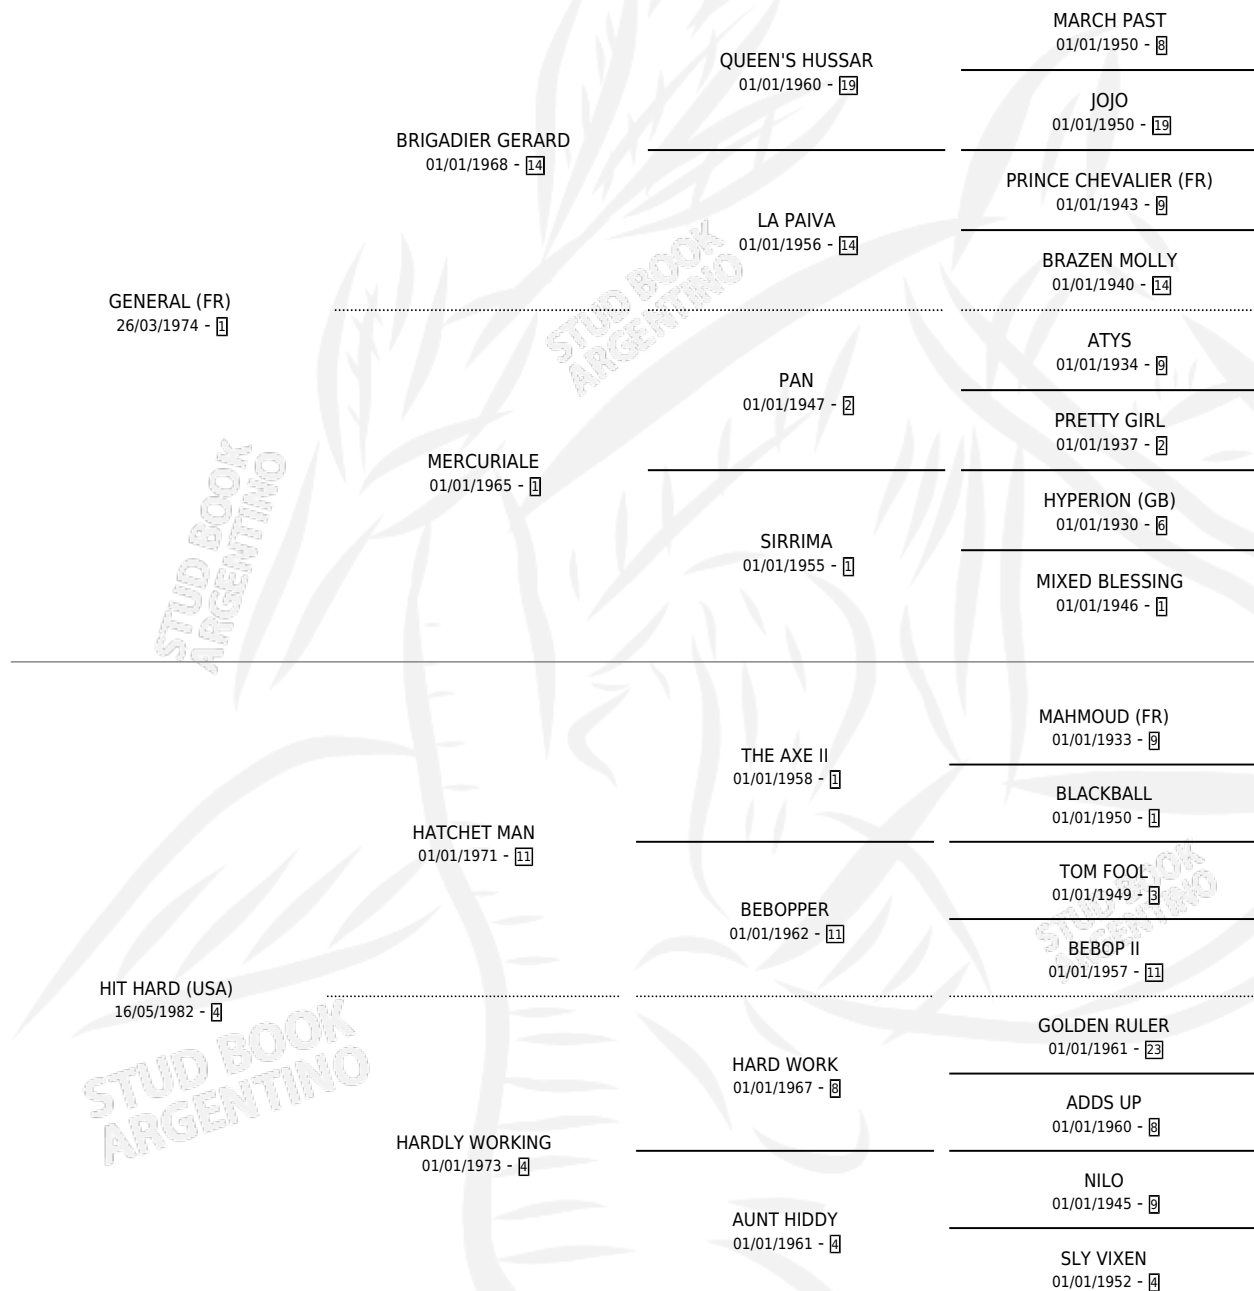 MARCH PAST
01/01/1950 - 8
QUEEN'S HUSSAR
01/01/1960 - 19
JOJO
01/01/1950 - 19
BRIGADIER GERARD
01/01/1968 - 14
PRINCE CHEVALIER (FR)
01/01/1943 - 9
LA PAIVA
01/01/1956 - 14
BRAZEN MOLLY
01/01/1940 - 14
GENERAL (FR)
26/03/1974 - 1
ATYS
01/01/1934 - 9
PAN
01/01/1947 - 2
PRETTY GIRL
01/01/1937 - 2
MERCURIALE
01/01/1965 - 1
HYPERION (GB)
01/01/1930 - 6
SIRRIMA
01/01/1955 - 1
MIXED BLESSING
01/01/1946 - 1
MAHMOUD (FR)
01/01/1933 - 9
THE AXE II
01/01/1958 - 1
BLACKBALL
01/01/1950 - 1
HATCHET MAN
01/01/1971 - 11
TOM FOOL
01/01/1949 - 3
BEBOPPER
01/01/1962 - 11
BEBOP II
01/01/1957 - 11
HIT HARD (USA)
16/05/1982 - 4
GOLDEN RULER
01/01/1961 - 23
HARD WORK
01/01/1967 - 8
ADDS UP
01/01/1960 - 8
HARDLY WORKING
01/01/1973 - 4
NILO
01/01/1945 - 9
AUNT HIDDY
01/01/1961 - 4
SLY VIXEN
01/01/1952 - 4
STUD BOOK
ARGENTINO
STUD BOOK
ARGENTINO
STUD BOOK
ARGENTINO
STUD BOOK
ARGENTINO